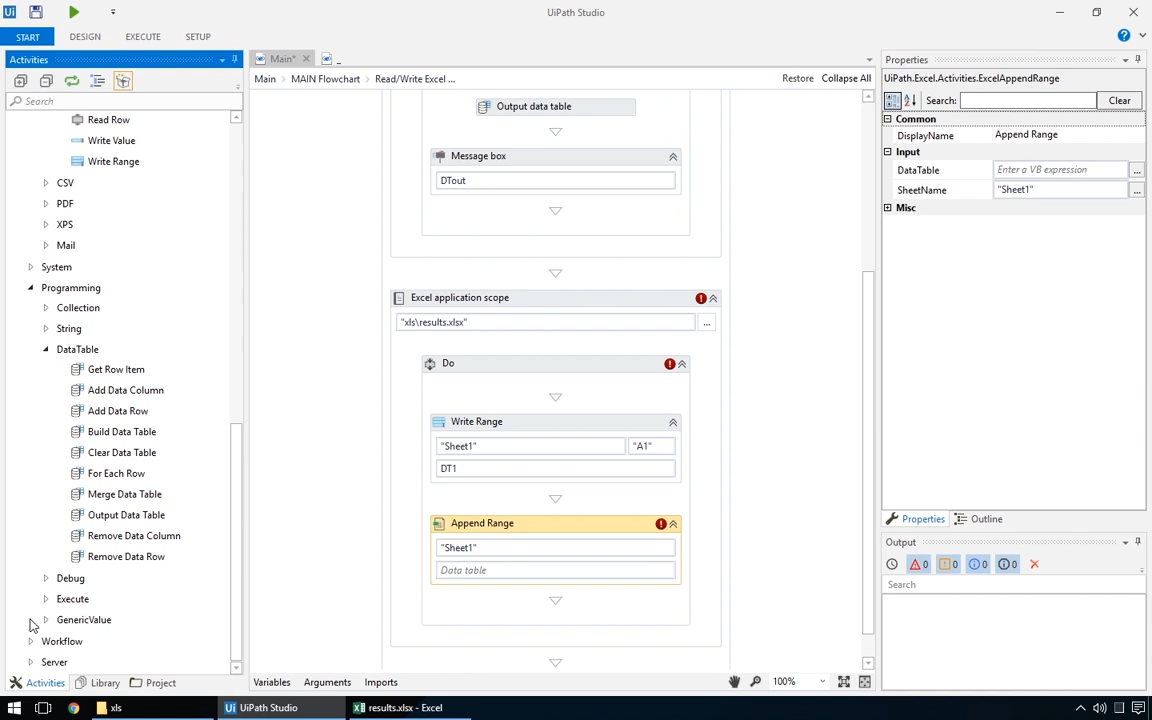 UiPath Studio
START
DESIGN
EXECUTE
SETUP
Activities
Search
Read Row
Write Value
Write Range
CSV
PDF
XPS
Mail
System
Programming
Collection
String
DataTable
Get Row Item
Add Data Column
Add Data Row
Build Data Table
Clear Data Table
For Each Row
Merge Data Table
Output Data Table
Remove Data Column
Remove Data Row
Debug
Execute
GenericValue
Workflow
Server
Activities
Library
Project
Main*
_
Main
MAIN Flowchart
Read/Write Excel ...
Restore
Collapse All
Output data table
Message box
DTout
Excel application scope
"xls\results.xlsx"
...
Do
Write Range
"Sheet1"
"A1"
DT1
Append Range
"Sheet1"
Data table
Variables
Arguments
Imports
100%
Properties
UiPath.Excel.Activities.ExcelAppendRange
Search:
Clear
Common
DisplayName
Append Range
Input
DataTable
Enter a VB expression
...
SheetName
"Sheet1"
...
Misc
Properties
Outline
Output
0
0
0
0
Search
xls
Ui
UiPath Studio
results.xlsx - Excel